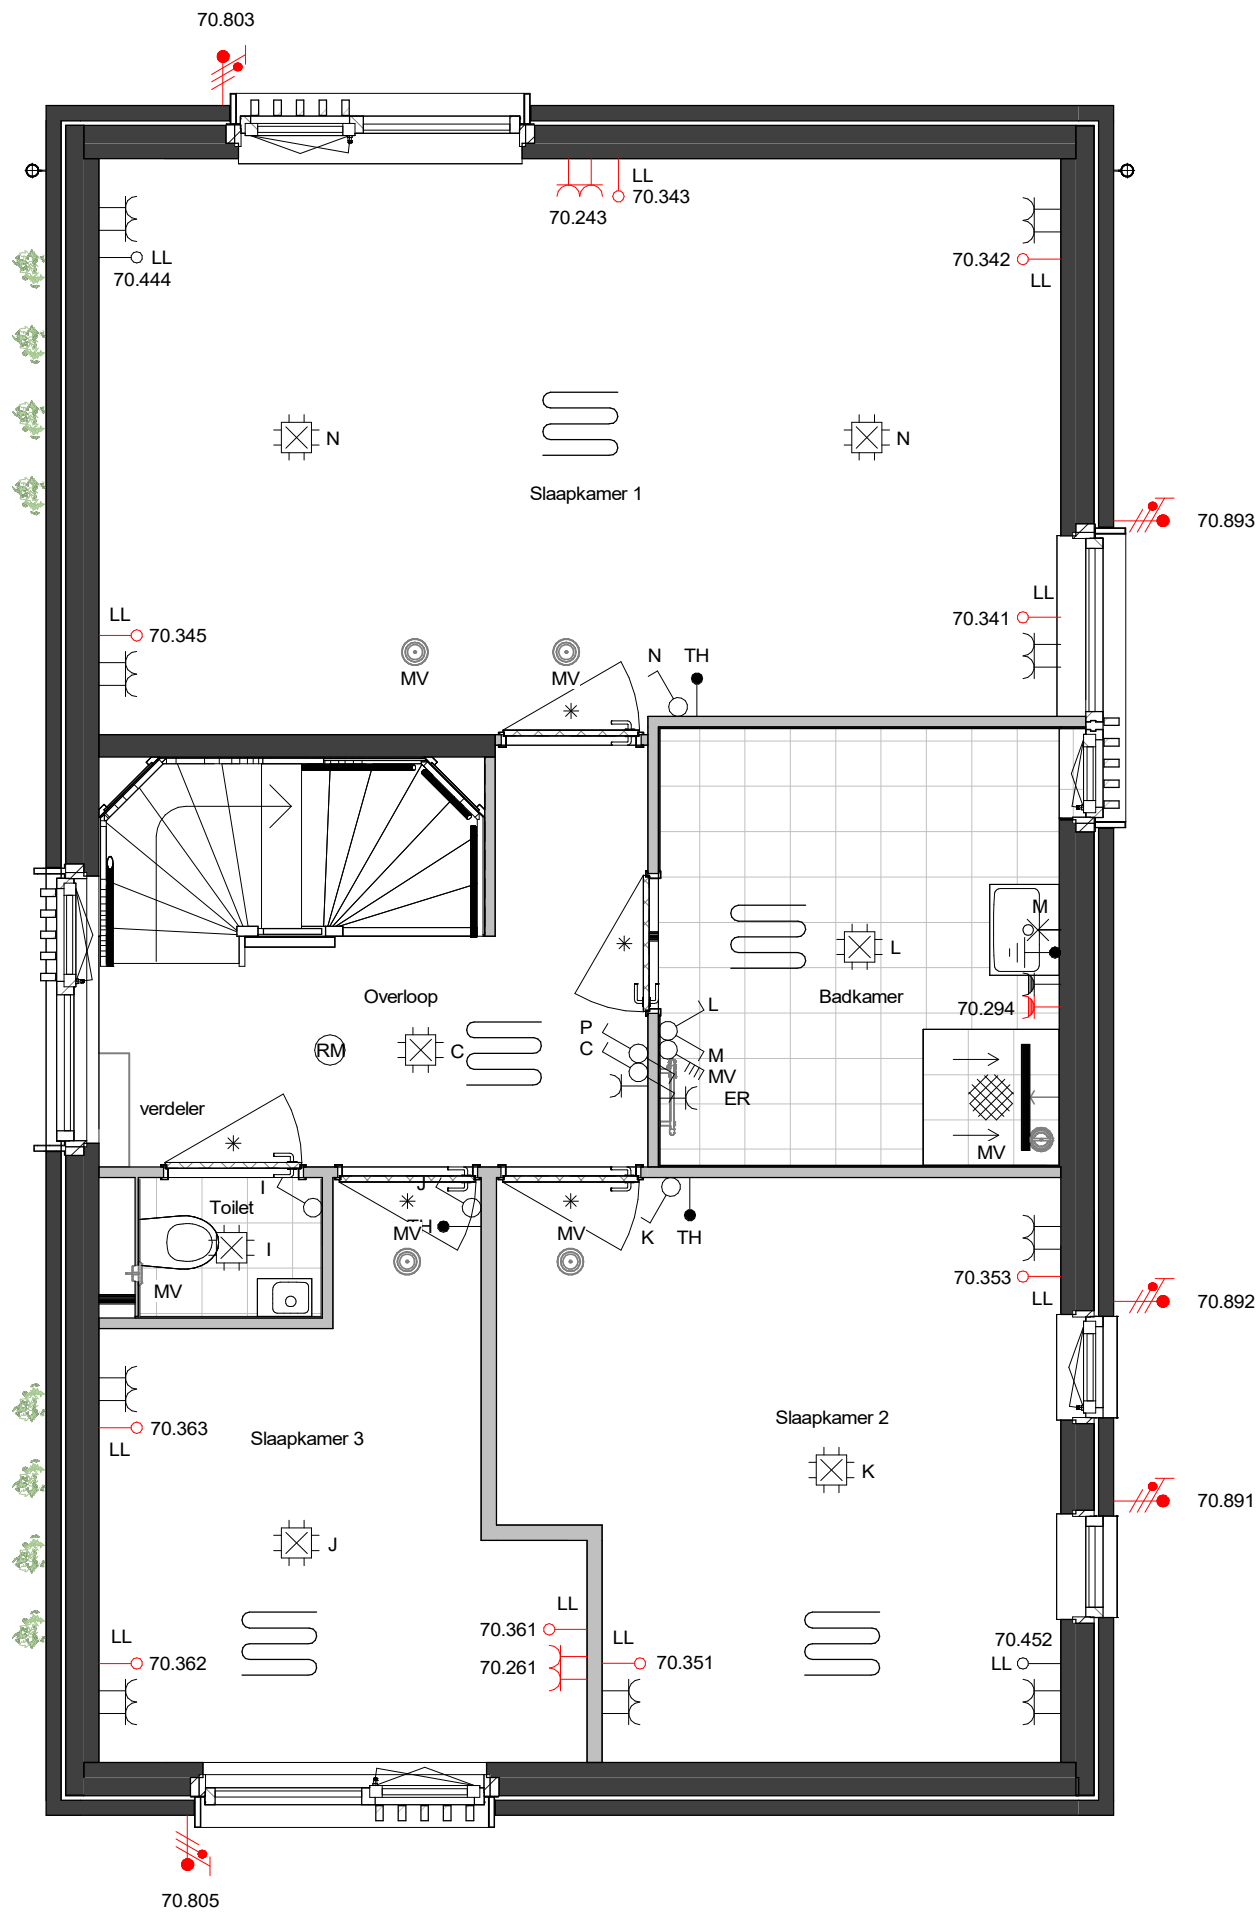 70.803
LL
70.343
70.243
LL
70.444
70.342
LL
N
N
Slaapkamer 1
70.893
LL
70.341
LL
70.345
MV
MV
N
TH
M
L
Overloop
Badkamer
70.294
L
P
C
RM
C
M
MV
ER
verdeler
MV
I
Toilet
J
TH
MV
MV
K
TH
I
MV
70.353
LL
70.892
70.363
LL
Slaapkamer 3
Slaapkamer 2
K
70.891
J
LL
70.361
LL
70.362
70.261
LL
70.351
70.452
LL
70.805